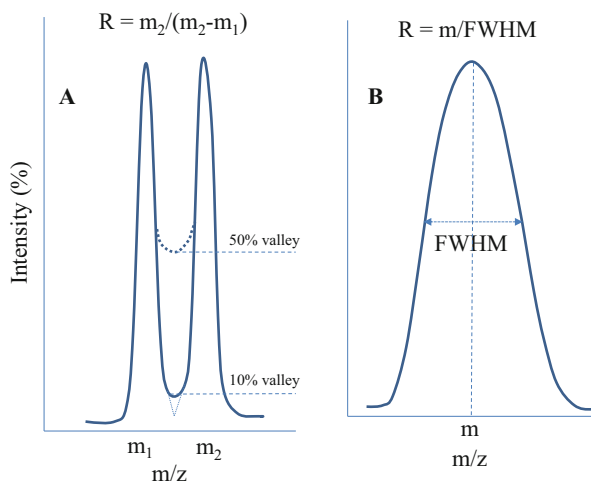 R = m₂/(m₂-m₁)
A
Intensity (%)
50% valley
10% valley
m₁
m₂
m/z
R = m/FWHM
B
FWHM
m
m/z